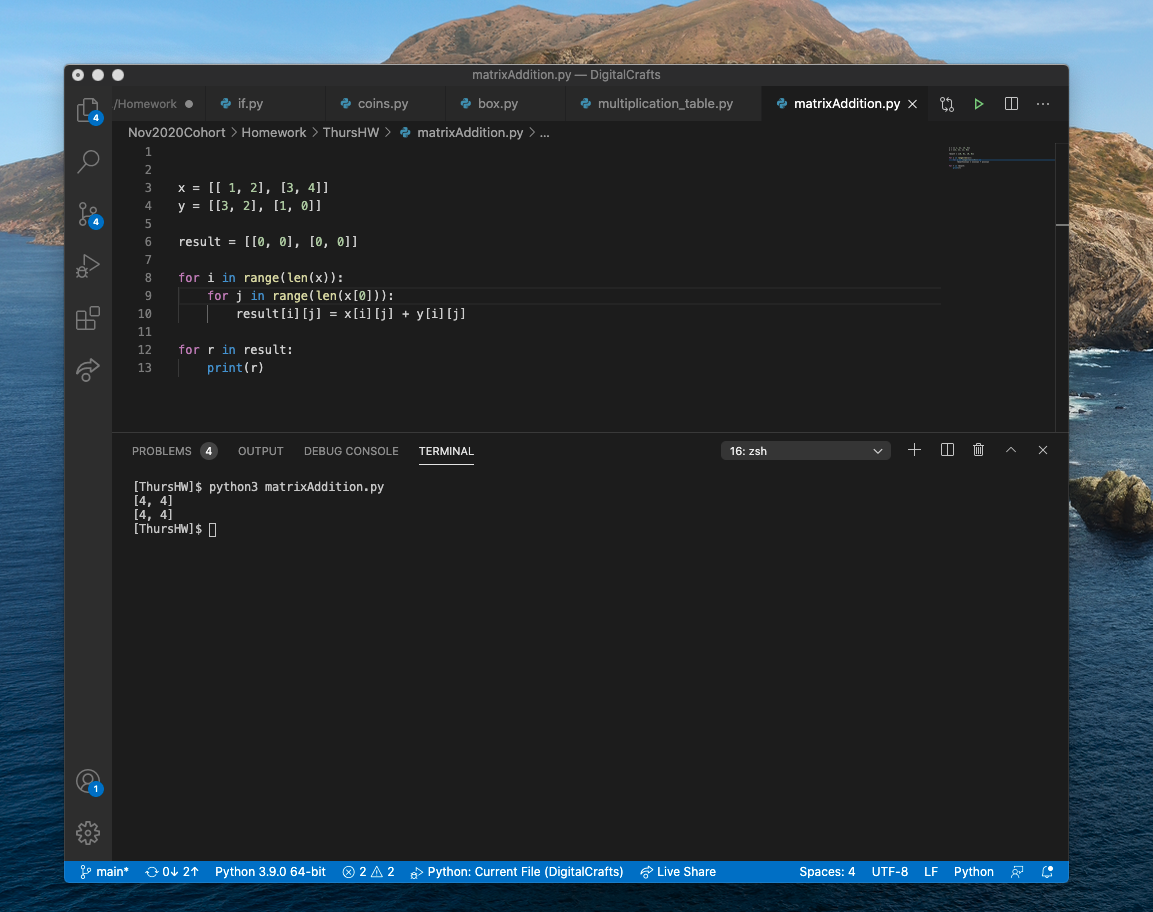 matrixAddition.py — DigitalCrafts
/Homework
if.py
coins.py
box.py
multiplication_table.py
matrixAddition.py
Nov2020Cohort > Homework > ThursHW > matrixAddition.py > ...
1
2
3 x = [[ 1, 2], [3, 4]]
4 y = [[3, 2], [1, 0]]
5
6 result = [[0, 0], [0, 0]]
7
8 for i in range(len(x)):
9 for j in range(len(x[0])):
10 result[i][j] = x[i][j] + y[i][j]
11
12 for r in result:
13 print(r)
4
4
1
PROBLEMS 4 OUTPUT DEBUG CONSOLE TERMINAL 16: zsh
[ThursHW]$ python3 matrixAddition.py
[4, 4]
[4, 4]
[ThursHW]$
main* 0↓ 2↑ Python 3.9.0 64-bit 2 2 Python: Current File (DigitalCrafts) Live Share Spaces: 4 UTF-8 LF Python